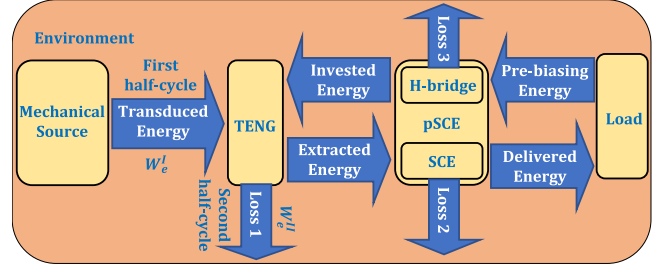 Environment
First
half-cycle
Mechanical
Source
Transduced
Energy
W_e^I
TENG
Loss 1
Second
half-cycle
W_e^II
Invested
Energy
Extracted
Energy
Loss 3
H-bridge
pSCE
SCE
Loss 2
Pre-biasing
Energy
Delivered
Energy
Load